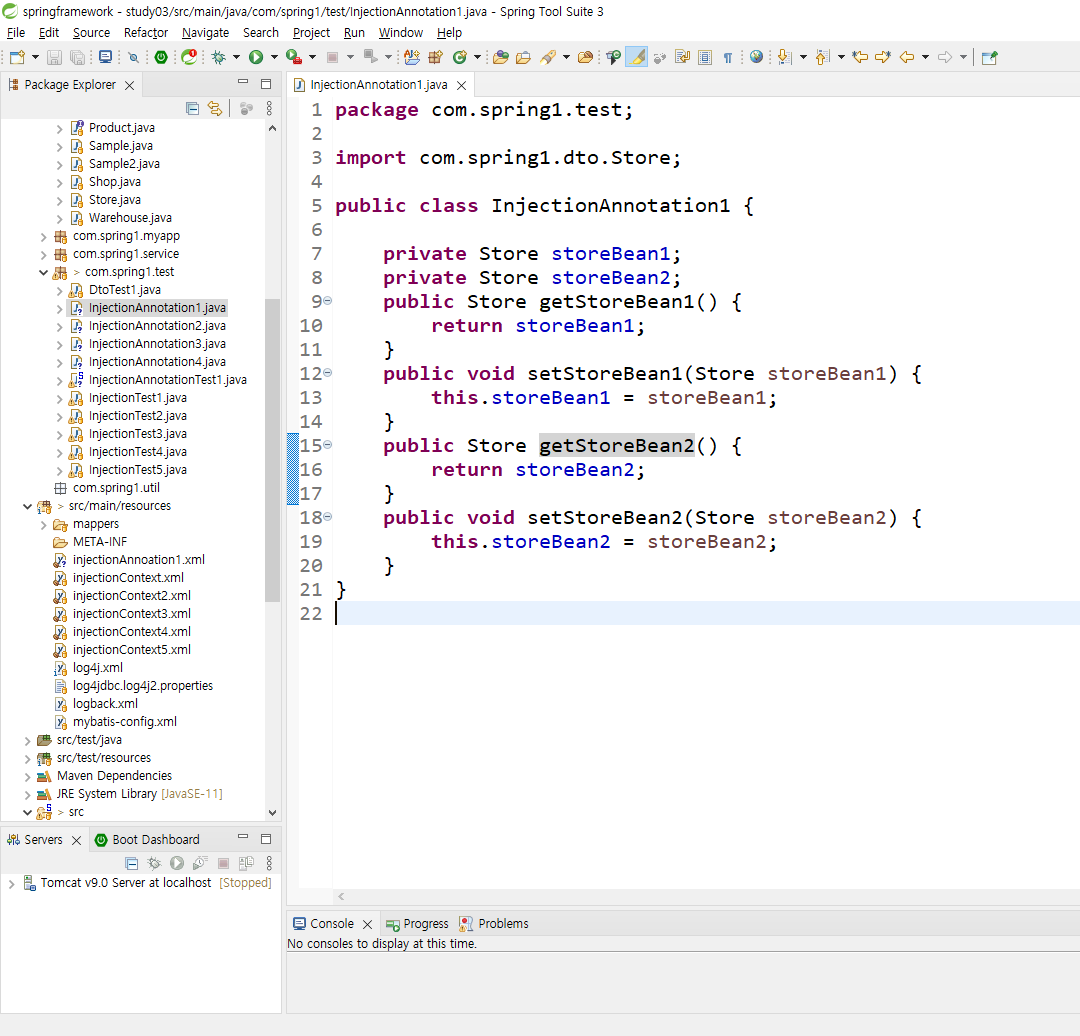 springframework - study03/src/main/java/com/spring1/test/InjectionAnnotation1.java - Spring Tool Suite 3
File Edit Source Refactor Navigate Search Project Run Window Help
Package Explorer
Product.java
Sample.java
Sample2.java
Shop.java
Store.java
Warehouse.java
com.spring1.myapp
com.spring1.service
> com.spring1.test
DtoTest1.java
InjectionAnnotation1.java
InjectionAnnotation2.java
InjectionAnnotation3.java
InjectionAnnotation4.java
InjectionAnnotationTest1.java
InjectionTest1.java
InjectionTest2.java
InjectionTest3.java
InjectionTest4.java
InjectionTest5.java
com.spring1.util
> src/main/resources
mappers
META-INF
injectionAnnoation1.xml
injectionContext.xml
injectionContext2.xml
injectionContext3.xml
injectionContext4.xml
injectionContext5.xml
log4j.xml
log4jdbc.log4j2.properties
logback.xml
mybatis-config.xml
src/test/java
src/test/resources
Maven Dependencies
JRE System Library [JavaSE-11]
> src
Servers
Boot Dashboard
Tomcat v9.0 Server at localhost [Stopped]
InjectionAnnotation1.java
1 package com.spring1.test;
2
3 import com.spring1.dto.Store;
4
5 public class InjectionAnnotation1 {
6
7 private Store storeBean1;
8 private Store storeBean2;
9 public Store getStoreBean1() {
10 return storeBean1;
11 }
12 public void setStoreBean1(Store storeBean1) {
13 this.storeBean1 = storeBean1;
14 }
15 public Store getStoreBean2() {
16 return storeBean2;
17 }
18 public void setStoreBean2(Store storeBean2) {
19 this.storeBean2 = storeBean2;
20 }
21 }
22
Console
Progress
Problems
No consoles to display at this time.